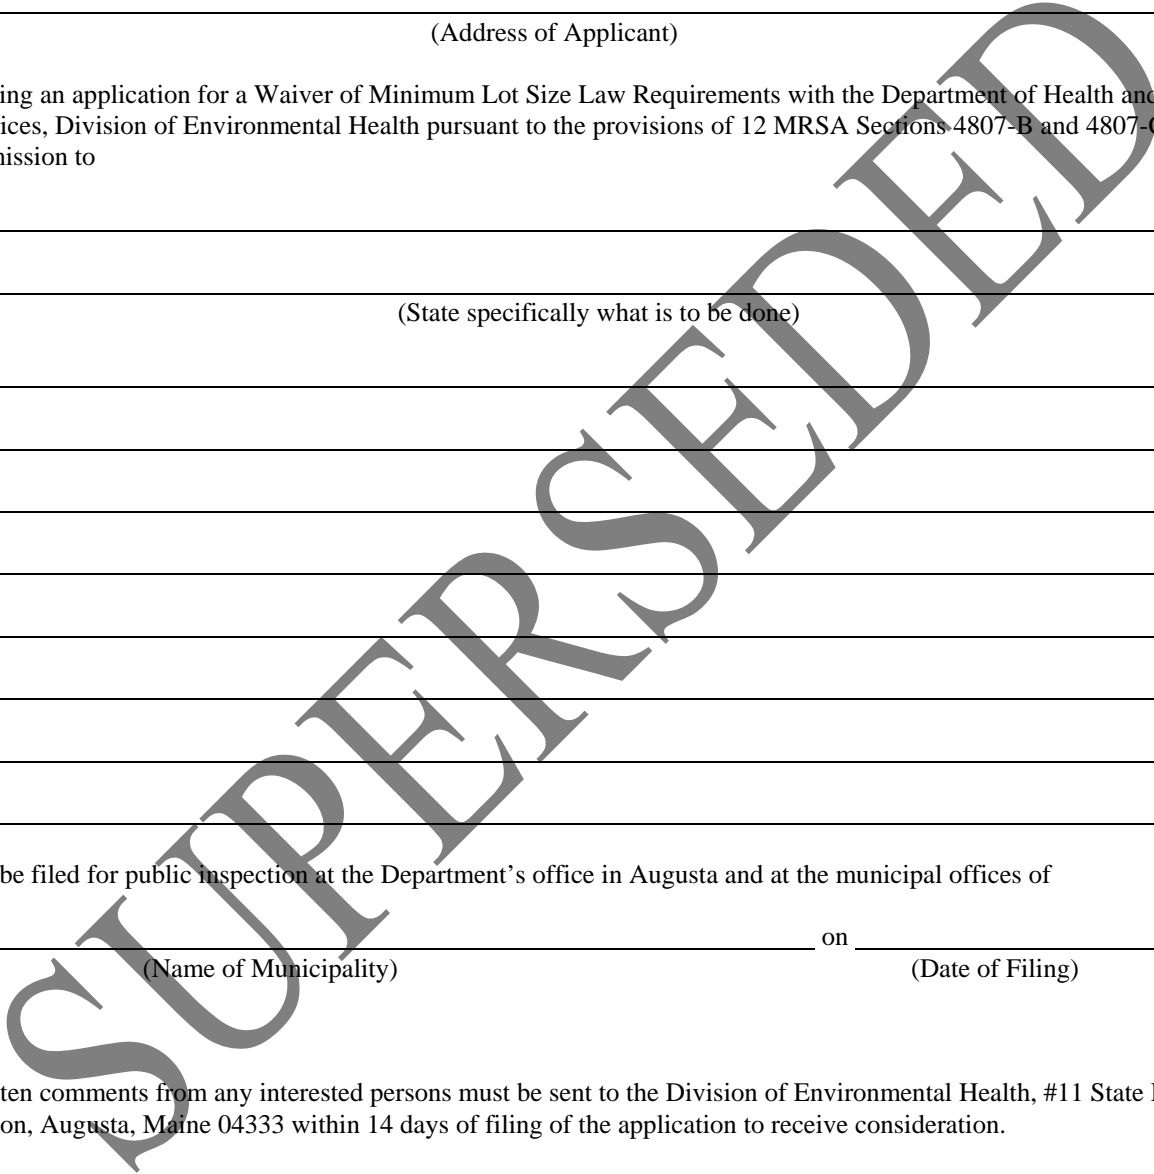 (Address of Applicant)
ing an application for a Waiver of Minimum Lot Size Law Requirements with the Department of Health and
ices, Division of Environmental Health pursuant to the provisions of 12 MRSA Sections 4807-B and 4807-C
ission to
(State specifically what is to be done)
be filed for public inspection at the Department’s office in Augusta and at the municipal offices of
on
(Name of Municipality) (Date of Filing)
ten comments from any interested persons must be sent to the Division of Environmental Health, #11 State
on, Augusta, Maine 04333 within 14 days of filing of the application to receive consideration.
SUPERSEDED